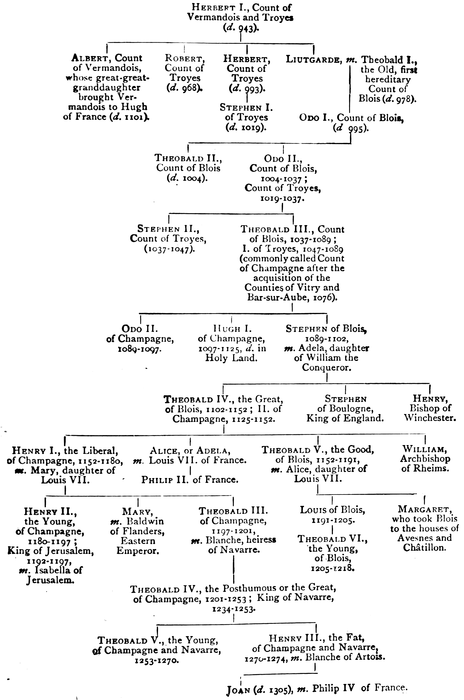 HERBERT I., Count of
Vermandois and Troyes
(d. 943).
ALBERT, Count
of Vermandois,
whose great-great-
granddaughter
brought Ver-
mandois to Hugh
of France (d. 1101).
ROBERT,
Count of
Troyes
(d. 968).
HERBERT,
Count of
Troyes
(d. 993).
STEPHEN I.
of Troyes
(d. 1019).
LIUTGARDE, m. Theobald I.,
the Old, first
hereditary
Count of
Blois (d. 978).
ODO I., Count of Blois,
(d 995).
THEOBALD II.,
Count of Blois
(d. 1004).
ODO II.,
Count of Blois,
1004-1037;
Count of Troyes,
1019-1037.
STEPHEN II.,
Count of Troyes,
(1037-1047).
THEOBALD III., Count
of Blois, 1037-1089;
I. of Troyes, 1047-1089
(commonly called Count
of Champagne after the
acquisition of the
Counties of Vitry and
Bar-sur-Aube, 1076).
ODO II.
of Champagne,
1089-1097.
HUGH I.
of Champagne,
1097-1125, d. in
Holy Land.
STEPHEN of Blois,
1089-1102,
m. Adela, daughter
of William the
Conqueror.
THEOBALD IV., the Great,
of Blois, 1102-1152; II. of
Champagne, 1125-1152.
STEPHEN
of Boulogne,
King of England.
HENRY,
Bishop of
Winchester.
HENRY I., the Liberal,
of Champagne, 1152-1180,
m. Mary, daughter of
Louis VII.
ALICE, or ADELA,
m. Louis VII. of France.
PHILIP II. of France.
THEOBALD V., the Good,
of Blois, 1152-1191,
m. Alice, daughter of
Louis VII.
WILLIAM,
Archbishop
of Rheims.
HENRY II.,
the Young,
of Champagne,
1180-1197;
King of Jerusalem,
1192-1197,
m. Isabella of
Jerusalem.
MARY,
m. Baldwin
of Flanders,
Eastern
Emperor.
THEOBALD III.
of Champagne,
1197-1201,
m. Blanche, heiress
of Navarre.
LOUIS of Blois,
1191-1205.
THEOBALD VI.,
the Young,
of Blois,
1205-1218.
MARGARET,
who took Blois
to the houses of
Avesnes and
Châtillon.
THEOBALD IV., the Posthumous or the Great,
of Champagne, 1201-1253; King of Navarre,
1234-1253.
THEOBALD V., the Young,
of Champagne and Navarre,
1253-1270.
HENRY III., the Fat,
of Champagne and Navarre,
1270-1274, m. Blanche of Artois.
JOAN (d. 1305), m. Philip IV of France.